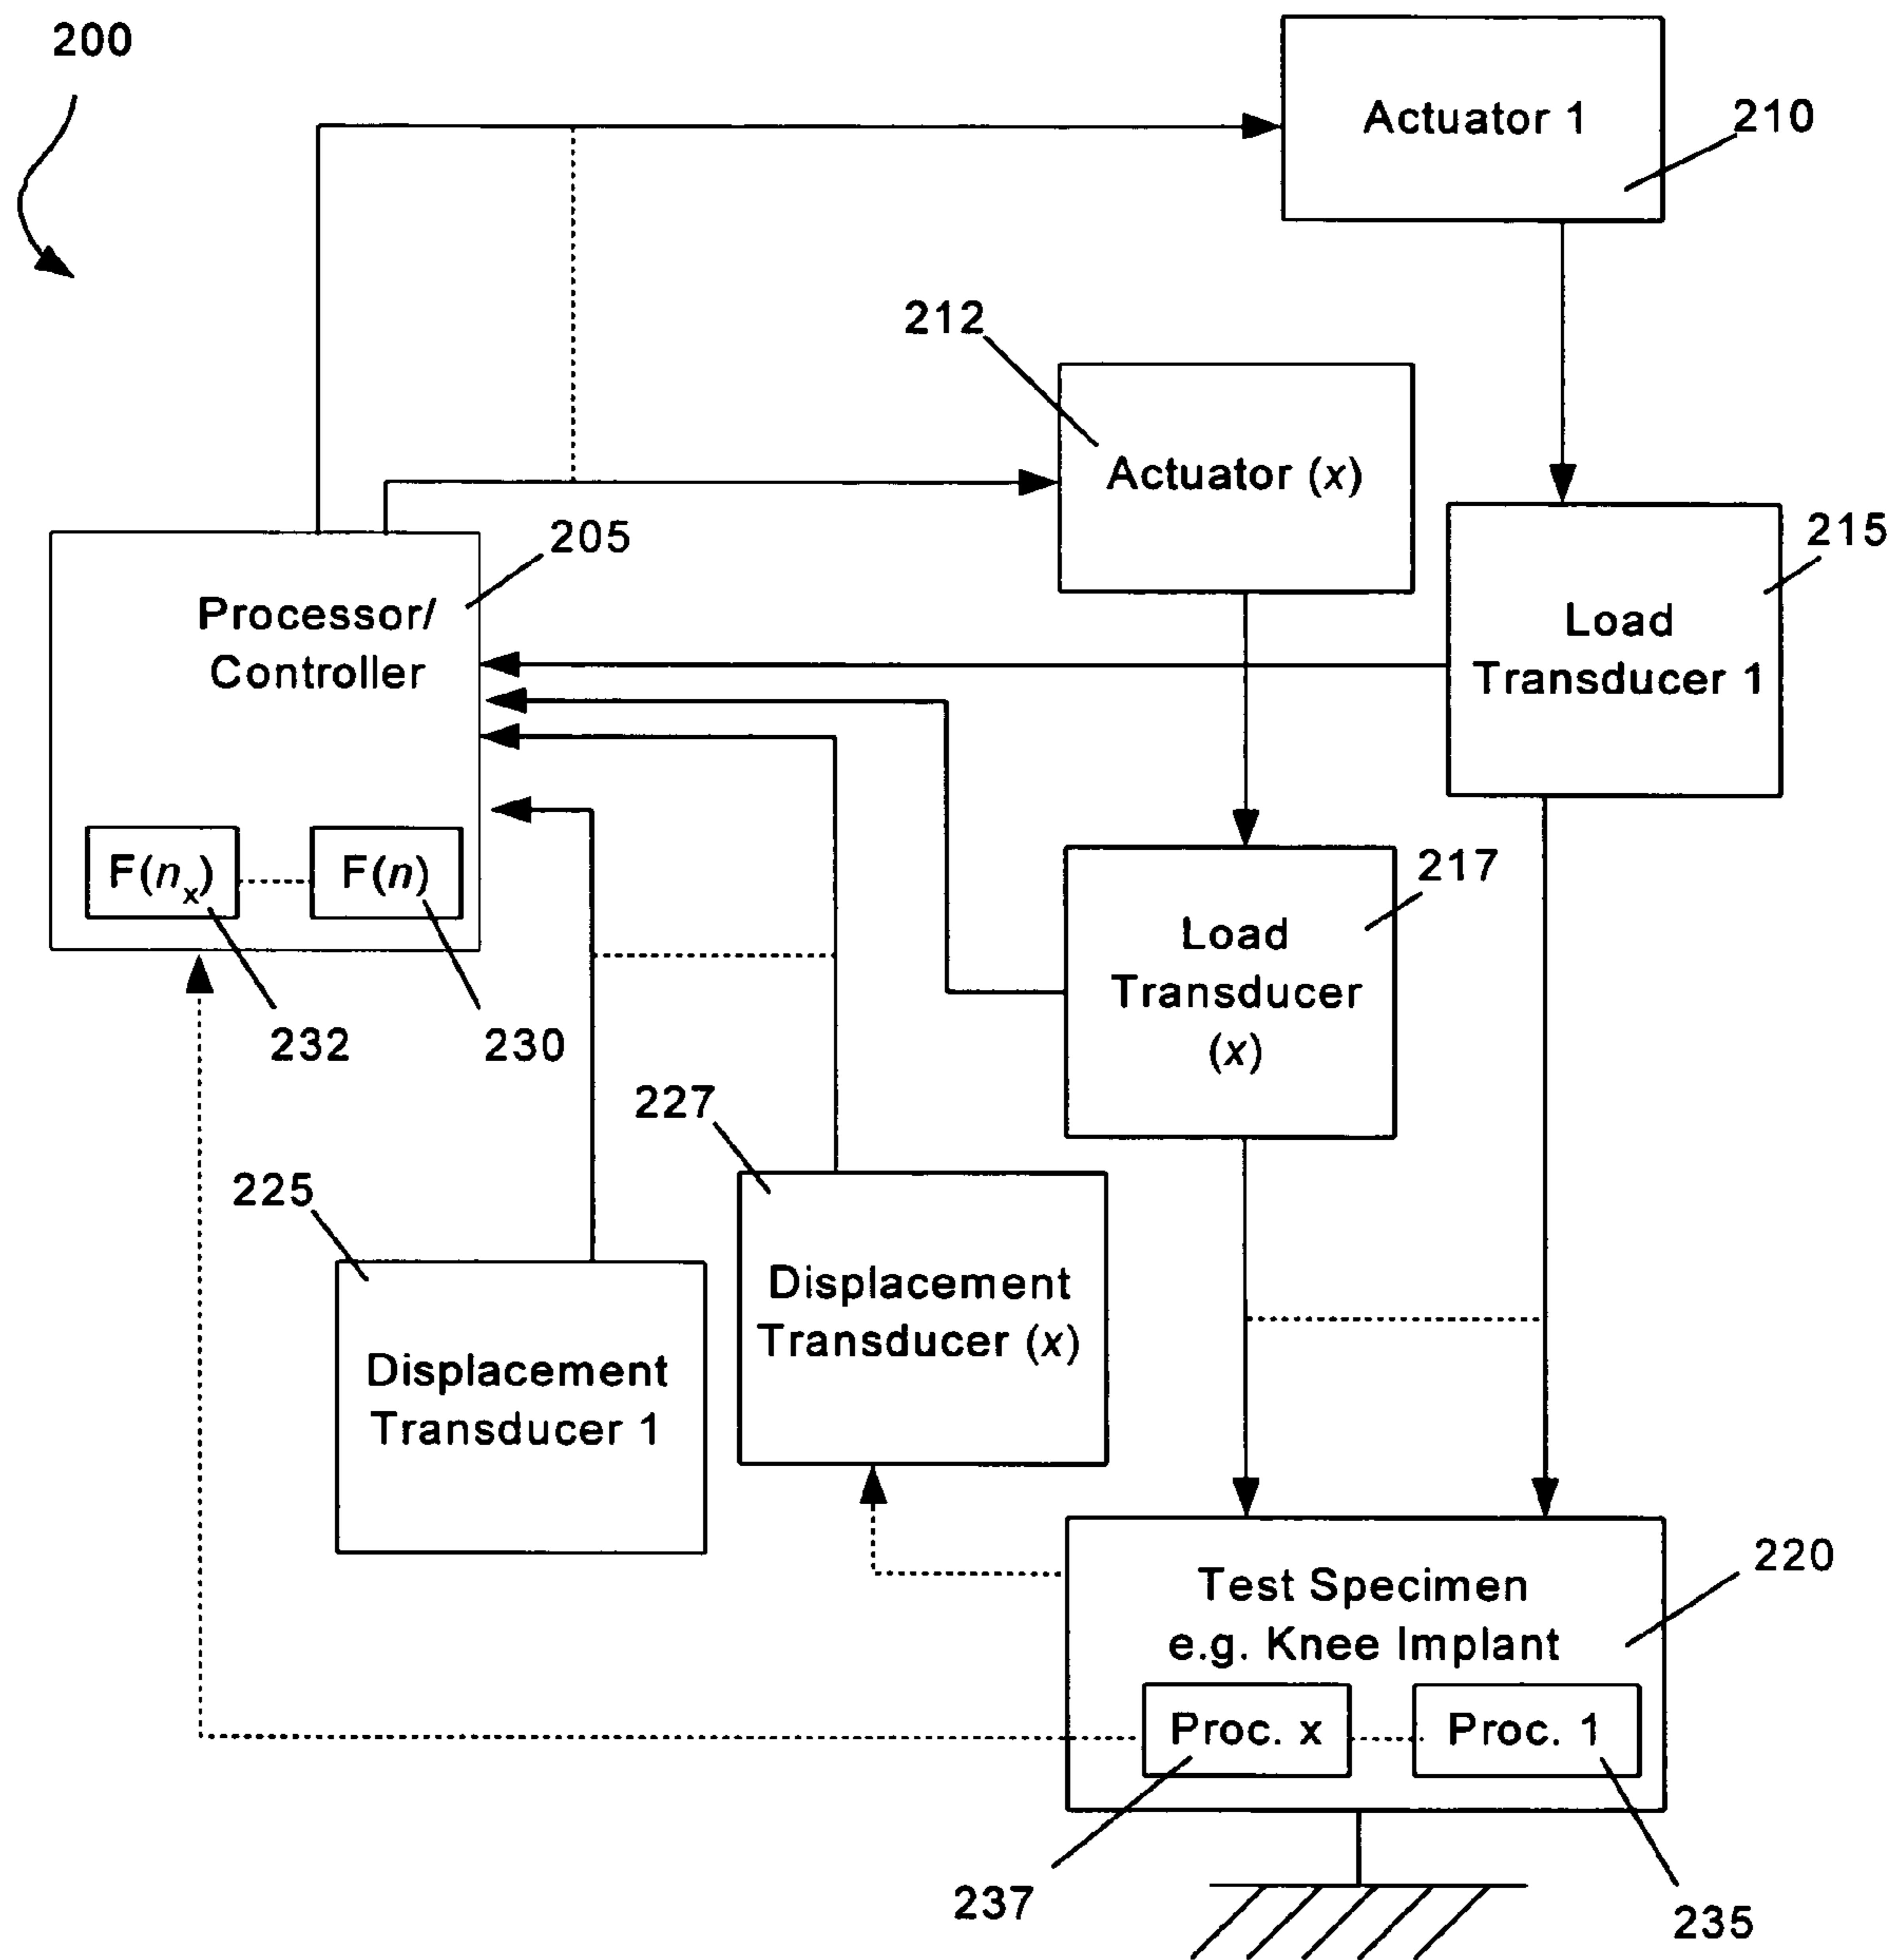 200
Actuator 1
210
212
Actuator (x)
205
215
Processor/
Controller
Load
Transducer 1
F(nx)
F(n)
217
Load
Transducer
(x)
232
230
227
225
Displacement
Transducer (x)
Displacement
Transducer 1
220
Test Specimen
e.g. Knee Implant
Proc. x
Proc. 1
237
235